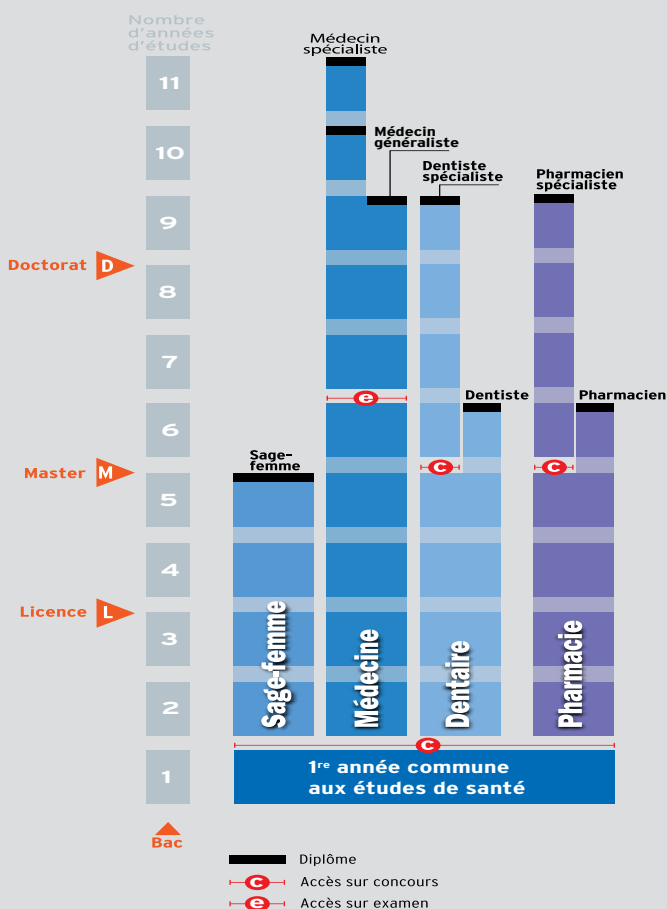 Nombre
d'années
d'études
Médecin
spécialiste
11
Médecin
généraliste
10
Dentiste
spécialiste
Pharmacien
spécialiste
9
Doctorat D
8
7
e
Dentiste
Pharmacien
6
Sage-
femme
c
c
Master M
5
4
Licence L
3
Sage-femme
Médecine
Dentaire
Pharmacie
2
c
1
1re année commune
aux études de santé
Bac
Diplôme
c Accès sur concours
e Accès sur examen